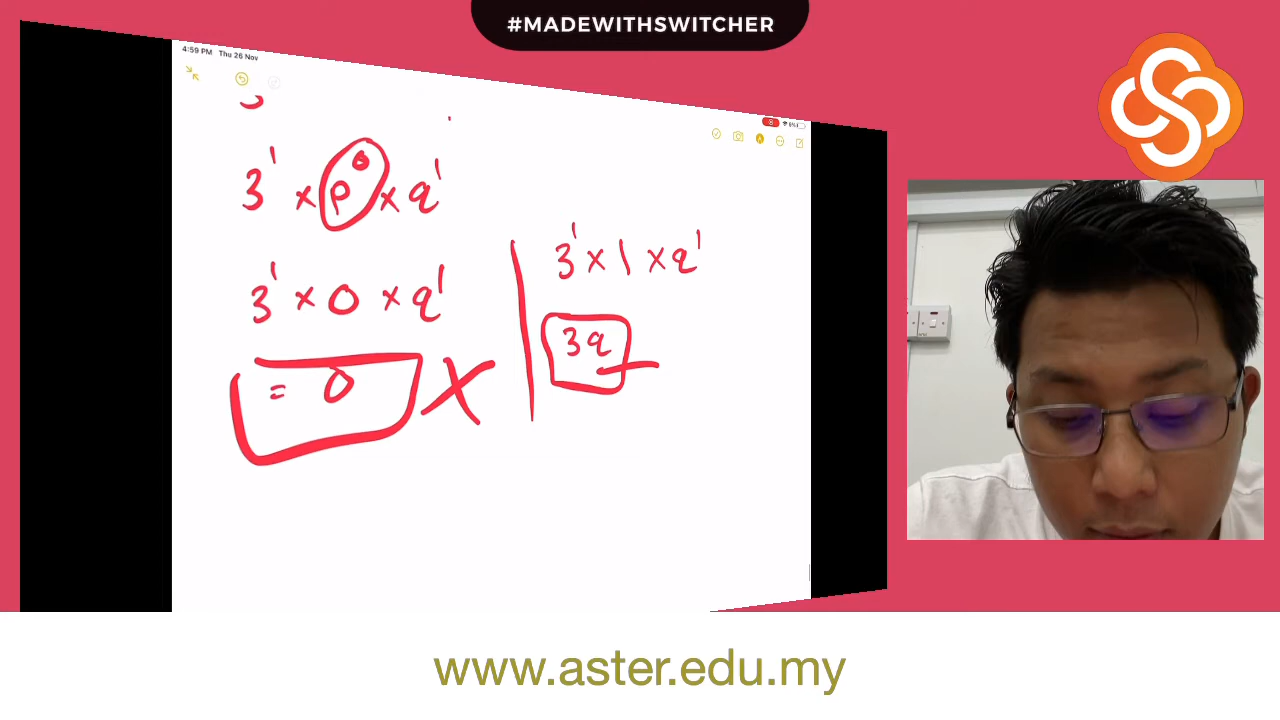 #MADEWITHSWITCHER
4:59 PM Thu 26 Nov
3¹ × p⁰ × q¹
3¹ × 0 × q¹
= 0 X
3¹ × 1 × q¹
3q
www.aster.edu.my